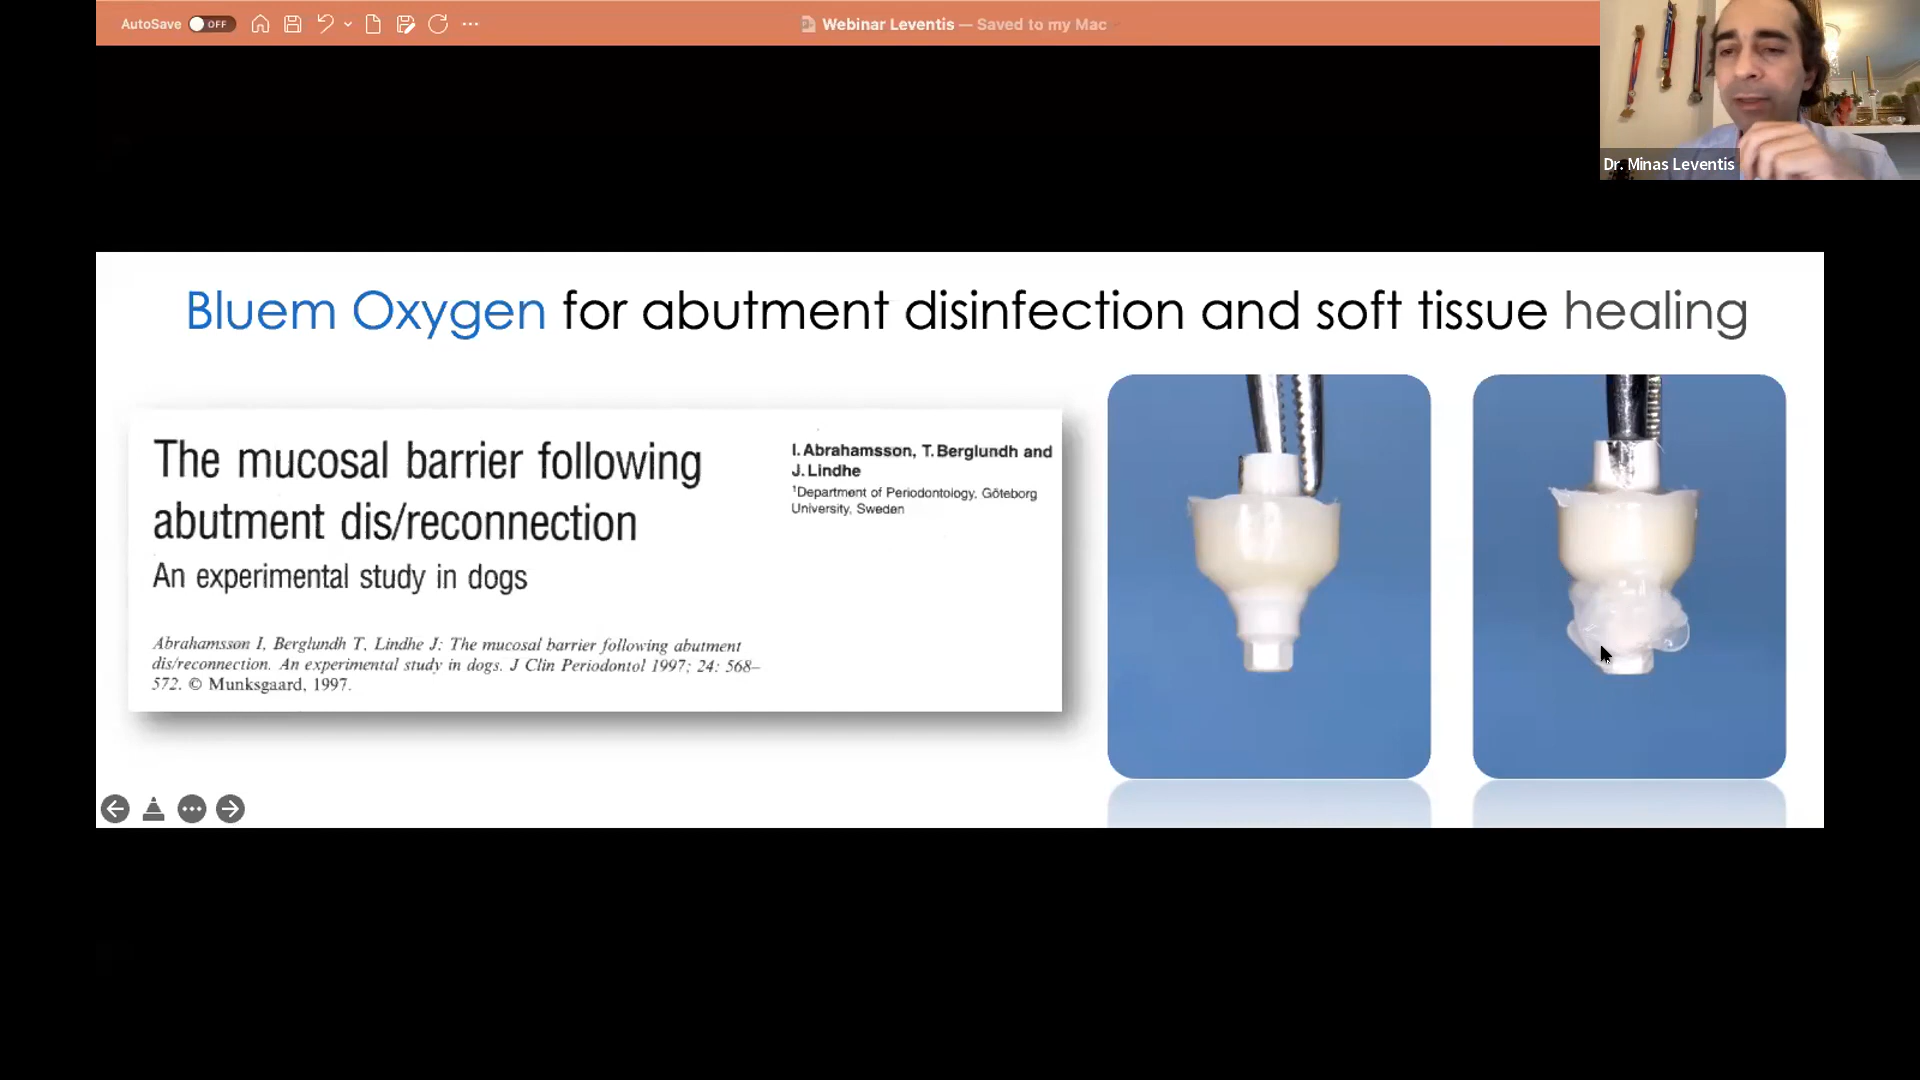 AutoSave OFF
Webinar Leventis — Saved to my Mac
Dr. Minas Leventis
Bluem Oxygen for abutment disinfection and soft tissue healing
The mucosal barrier following
abutment dis/reconnection
An experimental study in dogs
I. Abrahamsson, T. Berglundh and
J. Lindhe
¹Department of Periodontology, Göteborg
University, Sweden
Abrahamsson I, Berglundh T, Lindhe J: The mucosal barrier following abutment
dis/reconnection. An experimental study in dogs. J Clin Periodontol 1997; 24: 568–
572. © Munksgaard, 1997.